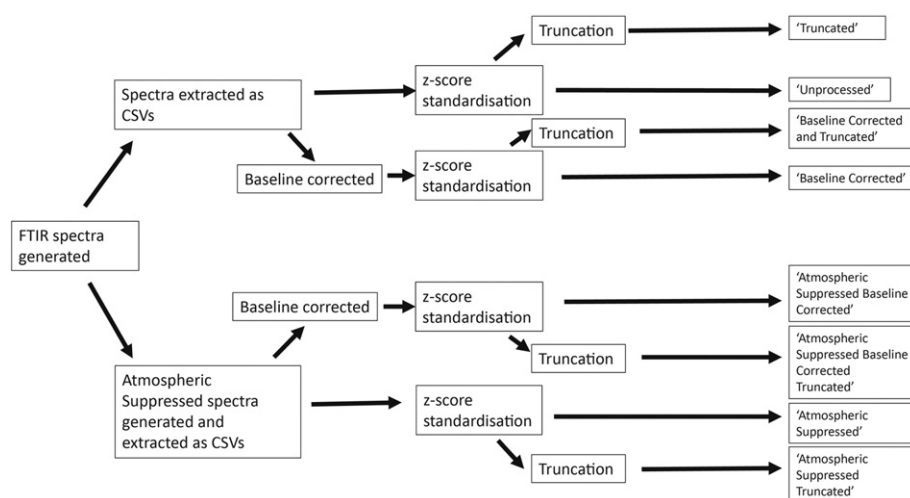 Truncation
'Truncated'
Spectra extracted as
CSVs
z-score
standardisation
'Unprocessed'
Truncation
'Baseline Corrected
and Truncated'
Baseline corrected
z-score
standardisation
'Baseline Corrected'
FTIR spectra
generated
Baseline corrected
z-score
standardisation
'Atmospheric
Suppressed Baseline
Corrected'
Truncation
'Atmospheric
Suppressed Baseline
Corrected
Truncated'
Atmospheric
Suppressed spectra
generated and
extracted as CSVs
z-score
standardisation
'Atmospheric
Suppressed'
Truncation
'Atmospheric
Suppressed
Truncated'